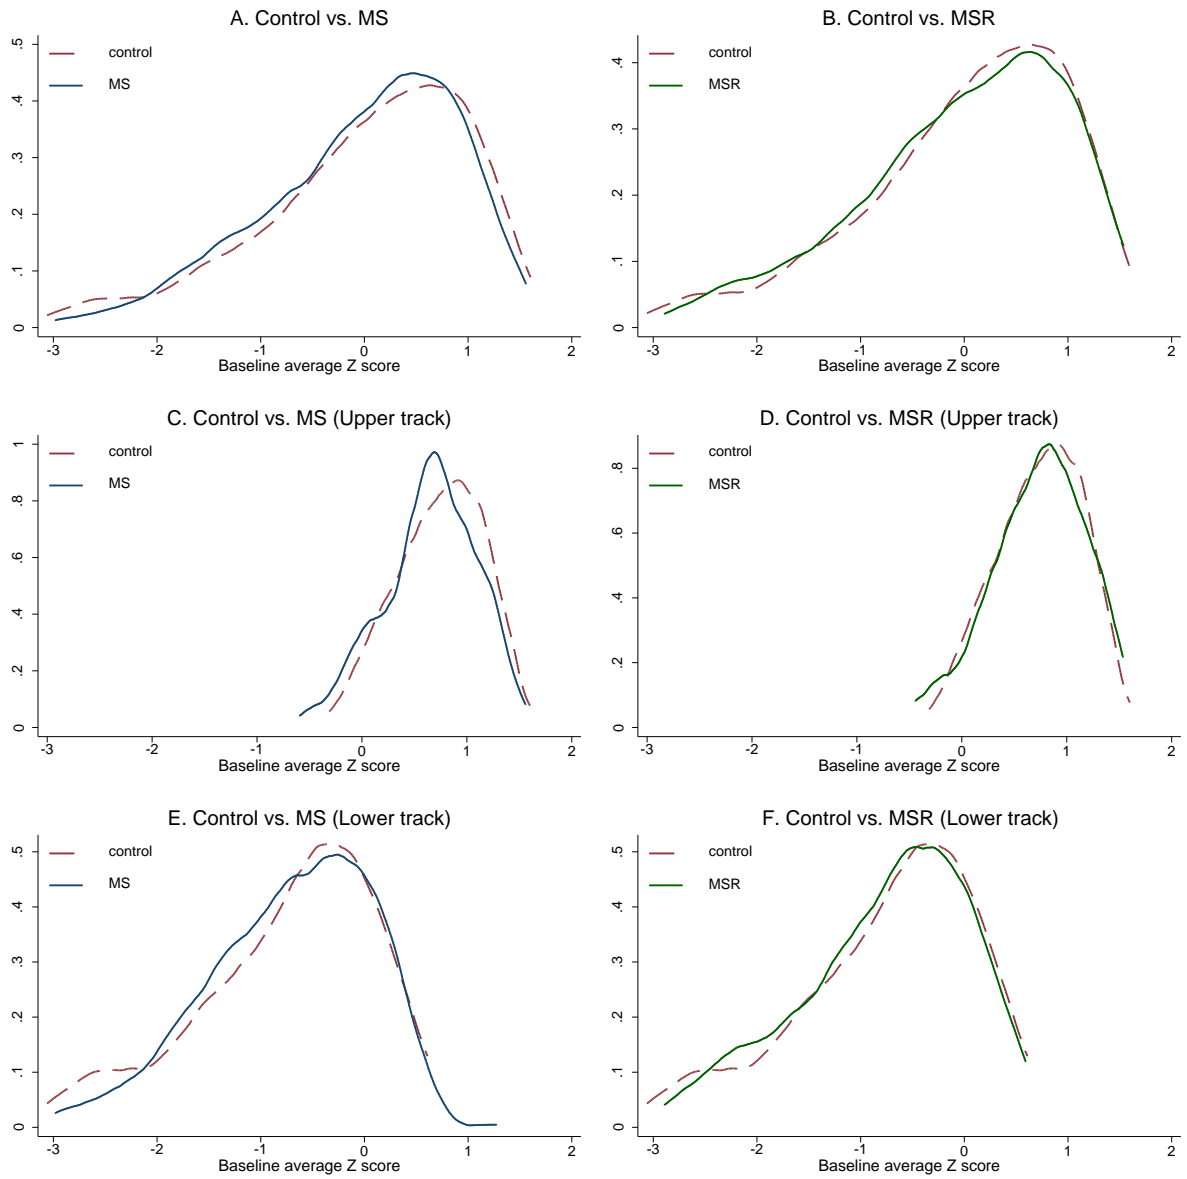 A. Control vs. MS
control
MS
.5
.4
.3
.2
.1
0
-3 -2 -1 0 1 2
Baseline average Z score
B. Control vs. MSR
control
MSR
.4
.3
.2
.1
0
-3 -2 -1 0 1 2
Baseline average Z score
C. Control vs. MS (Upper track)
control
MS
1
.8
.6
.4
.2
0
-3 -2 -1 0 1 2
Baseline average Z score
D. Control vs. MSR (Upper track)
control
MSR
.8
.6
.4
.2
0
-3 -2 -1 0 1 2
Baseline average Z score
E. Control vs. MS (Lower track)
control
MS
.5
.4
.3
.2
.1
0
-3 -2 -1 0 1 2
Baseline average Z score
F. Control vs. MSR (Lower track)
control
MSR
.5
.4
.3
.2
.1
0
-3 -2 -1 0 1 2
Baseline average Z score